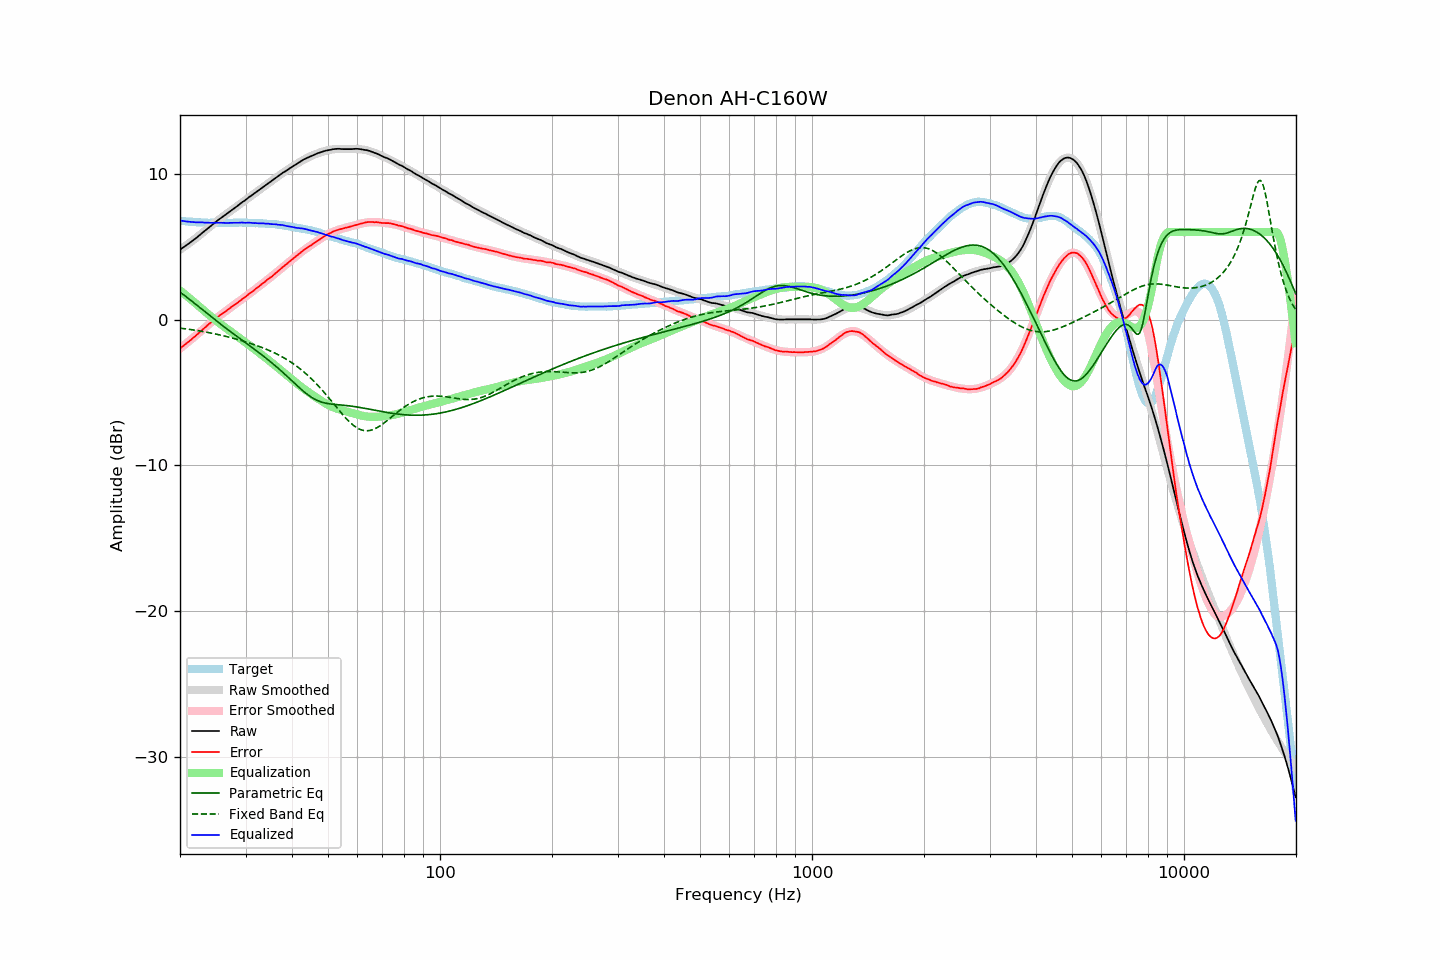 Denon AH-C160W
10
0
−10
−20
−30
Amplitude (dBr)
Target
Raw Smoothed
Error Smoothed
Raw
Error
Equalization
Parametric Eq
Fixed Band Eq
Equalized
100
1000
10000
Frequency (Hz)